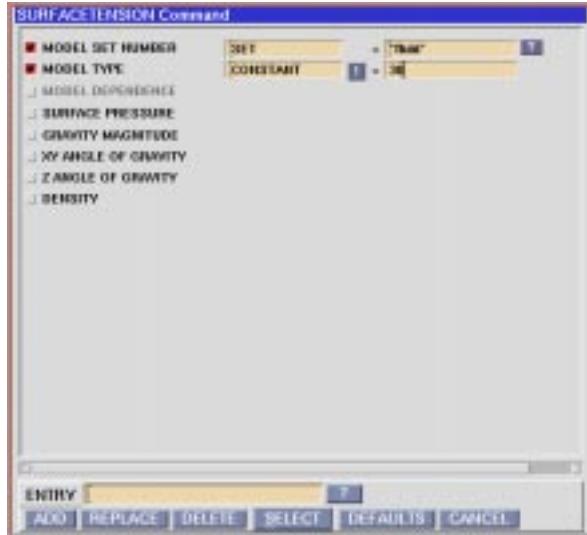 SURFACETENSION Command
MODEL SET NUMBER SET = "fluid" ?
MODEL TYPE CONSTANT ! = 30
MODEL DEPENDENCE
SURFACE PRESSURE
GRAVITY MAGNITUDE
XY ANGLE OF GRAVITY
Z ANGLE OF GRAVITY
DENSITY
ENTRY ?
ADD REPLACE DELETE SELECT DEFAULTS CANCEL